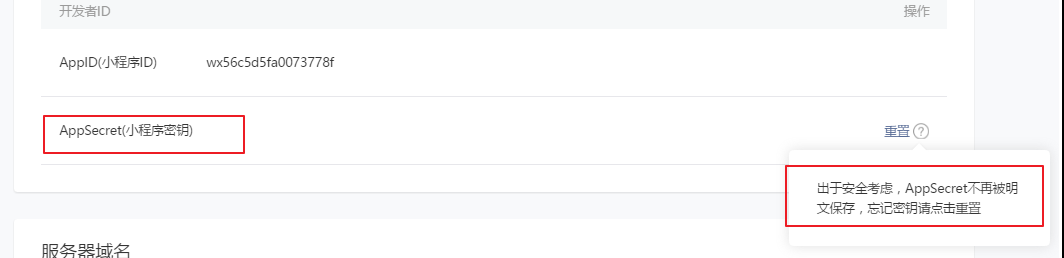 开发者ID 操作
AppID(小程序ID) wx56c5d5fa0073778f
AppSecret(小程序密钥) 重置 ?
出于安全考虑，AppSecret不再被明
文保存，忘记密钥请点击重置
服务器域名